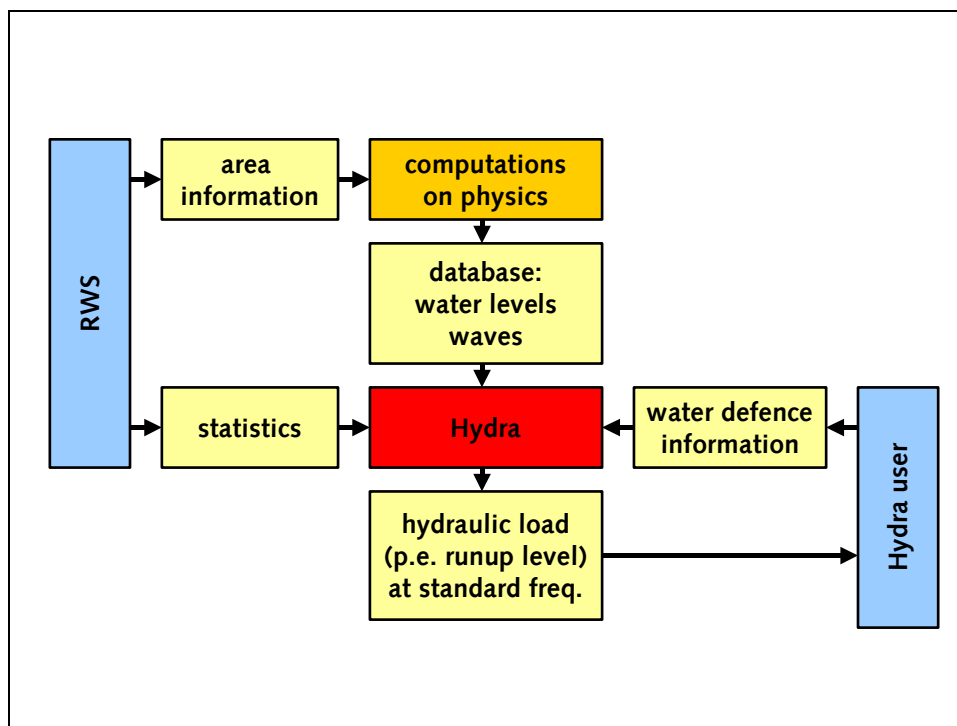 RWS
area
information
computations
on physics
database:
water levels
waves
statistics
Hydra
water defence
information
hydraulic load
(p.e. runup level)
at standard freq.
Hydra user